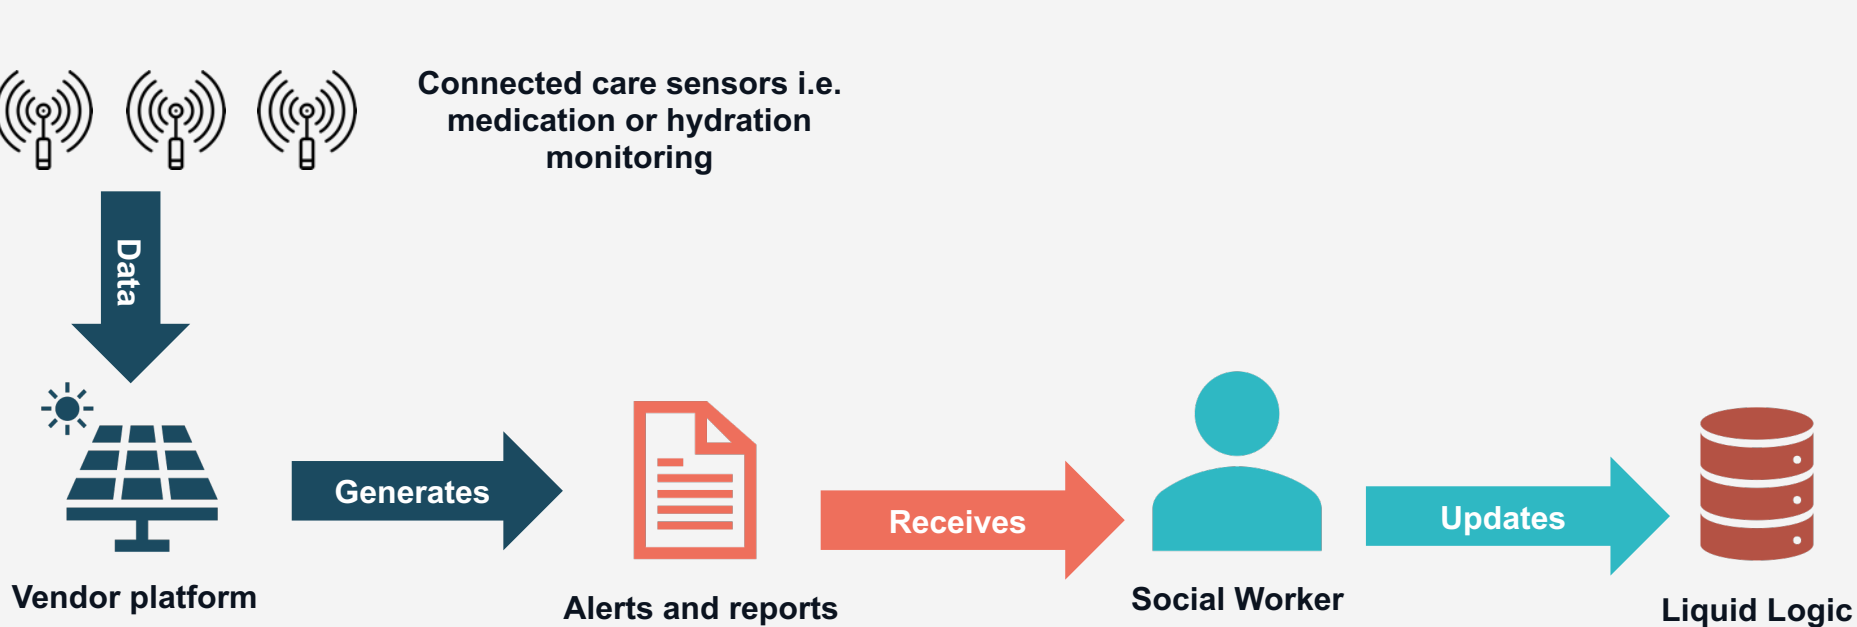 Connected care sensors i.e.
medication or hydration
monitoring
Data
Generates
Receives
Updates
Vendor platform
Alerts and reports
Social Worker
Liquid Logic